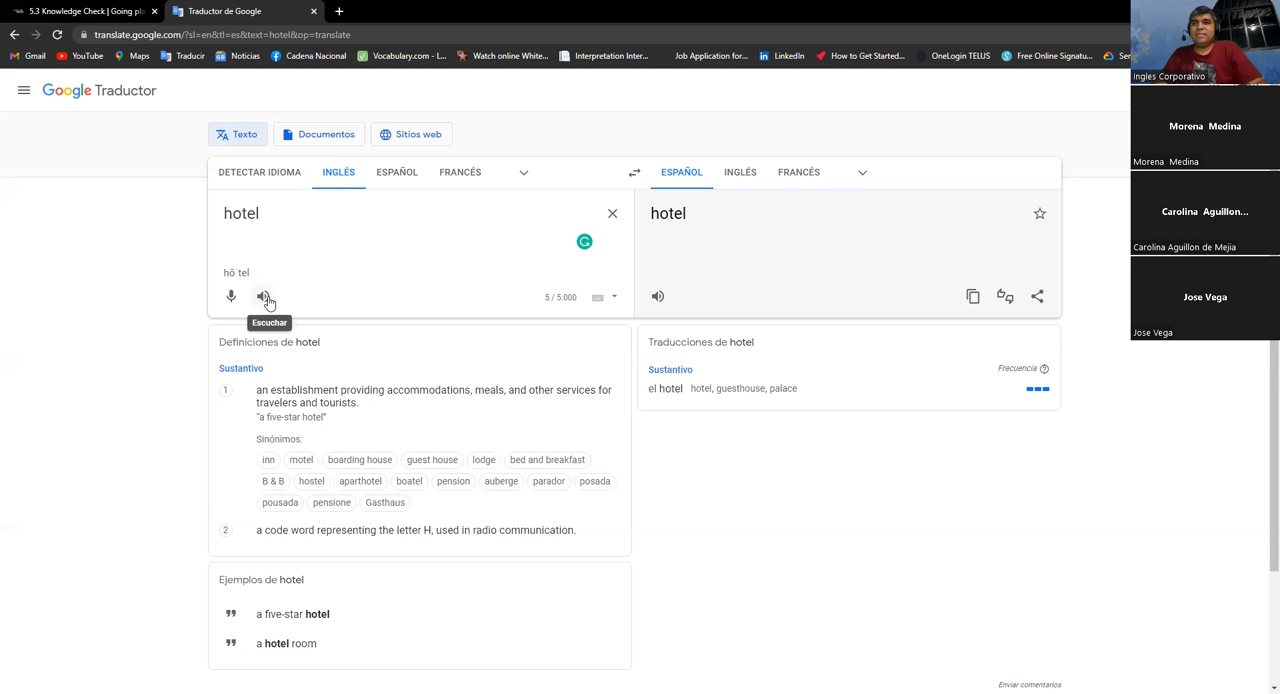 5.3 Knowledge Check | Going pla
Traductor de Google
translate.google.com/?sl=en&tl=es&text=hotel&op=translate
Gmail
YouTube
Maps
Traducir
Noticias
Cadena Nacional
Vocabulary.com - L...
Watch online White...
Interpretation Inter...
Job Application for...
LinkedIn
How to Get Started...
OneLogin TELUS
Free Online Signatu...
Ser
Google Traductor
Texto
Documentos
Sitios web
DETECTAR IDIOMA
INGLÉS
ESPAÑOL
FRANCÉS
ESPAÑOL
INGLÉS
FRANCÉS
hotel
hotel
hōˈtel
5 / 5.000
Escuchar
Definiciones de hotel
Sustantivo
1
an establishment providing accommodations, meals, and other services for
travelers and tourists.
"a five-star hotel"
Sinónimos:
inn
motel
boarding house
guest house
lodge
bed and breakfast
B & B
hostel
aparthotel
boatel
pension
auberge
parador
posada
pousada
pensione
Gasthaus
2
a code word representing the letter H, used in radio communication.
Ejemplos de hotel
a five-star hotel
a hotel room
Traducciones de hotel
Sustantivo
Frecuencia
el hotel
hotel, guesthouse, palace
Enviar comentarios
Ingles Corporativo
Morena Medina
Morena Medina
Carolina Aguillon...
Carolina Aguillon de Mejia
Jose Vega
Jose Vega